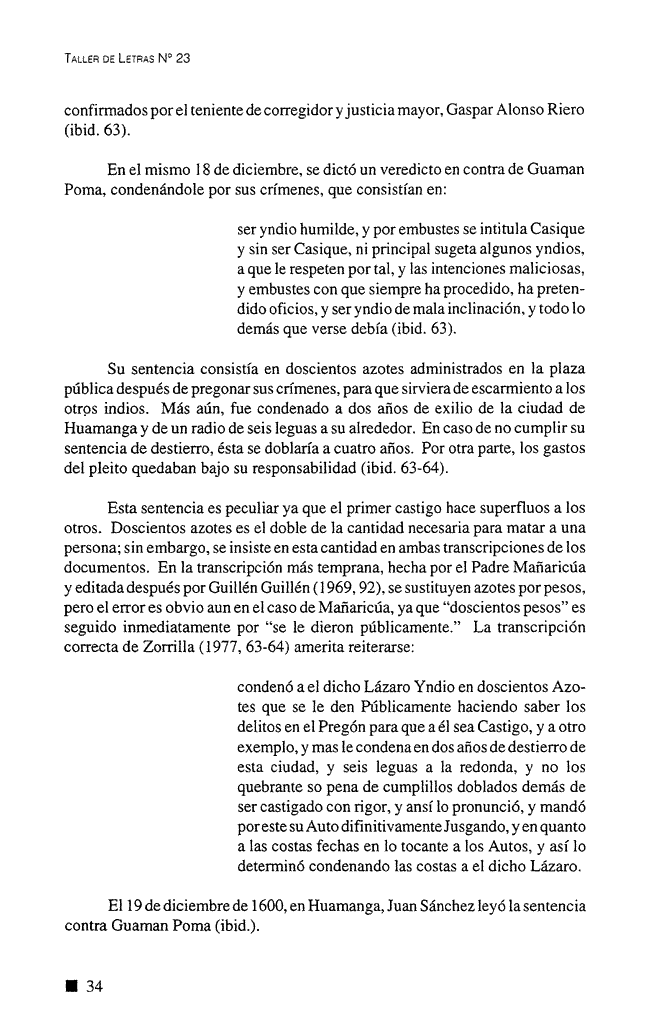 TALLER DE LETRAS Nº 23
confirmados por el teniente de corregidor y justicia mayor, Gaspar Alonso Riero
(ibid. 63).
En el mismo 18 de diciembre, se dictó un veredicto en contra de Guaman
Poma, condenándole por sus crímenes, que consistían en:
ser yndio humilde, y por embustes se intitula Casique
y sin ser Casique, ni principal sugeta algunos yndios,
a que le respeten por tal, y las intenciones maliciosas,
y embustes con que siempre ha procedido, ha preten-
dido oficios, y ser yndio de mala inclinación, y todo lo
demás que verse debía (ibid. 63).
Su sentencia consistía en doscientos azotes administrados en la plaza
pública después de pregonar sus crímenes, para que sirviera de escarmiento a los
otros indios. Más aún, fue condenado a dos años de exilio de la ciudad de
Huamanga y de un radio de seis leguas a su alrededor. En caso de no cumplir su
sentencia de destierro, ésta se doblaría a cuatro años. Por otra parte, los gastos
del pleito quedaban bajo su responsabilidad (ibid. 63-64).
Esta sentencia es peculiar ya que el primer castigo hace superfluos a los
otros. Doscientos azotes es el doble de la cantidad necesaria para matar a una
persona; sin embargo, se insiste en esta cantidad en ambas transcripciones de los
documentos. En la transcripción más temprana, hecha por el Padre Mañaricúa
y editada después por Guillén Guillén (1969, 92), se sustituyen azotes por pesos,
pero el error es obvio aun en el caso de Mañaricúa, ya que “doscientos pesos” es
seguido inmediatamente por “se le dieron públicamente.” La transcripción
correcta de Zorrilla (1977, 63-64) amerita reiterarse:
condenó a el dicho Lázaro Yndio en doscientos Azo-
tes que se le den Públicamente haciendo saber los
delitos en el Pregón para que a él sea Castigo, y a otro
exemplo, y mas le condena en dos años de destierro de
esta ciudad, y seis leguas a la redonda, y no los
quebrante so pena de cumplillos doblados demás de
ser castigado con rigor, y ansí lo pronunció, y mandó
por este su Auto difinitivamente Jusgando, y en quanto
a las costas fechas en lo tocante a los Autos, y así lo
determinó condenando las costas a el dicho Lázaro.
El 19 de diciembre de 1600, en Huamanga, Juan Sánchez leyó la sentencia
contra Guaman Poma (ibid.).
■ 34